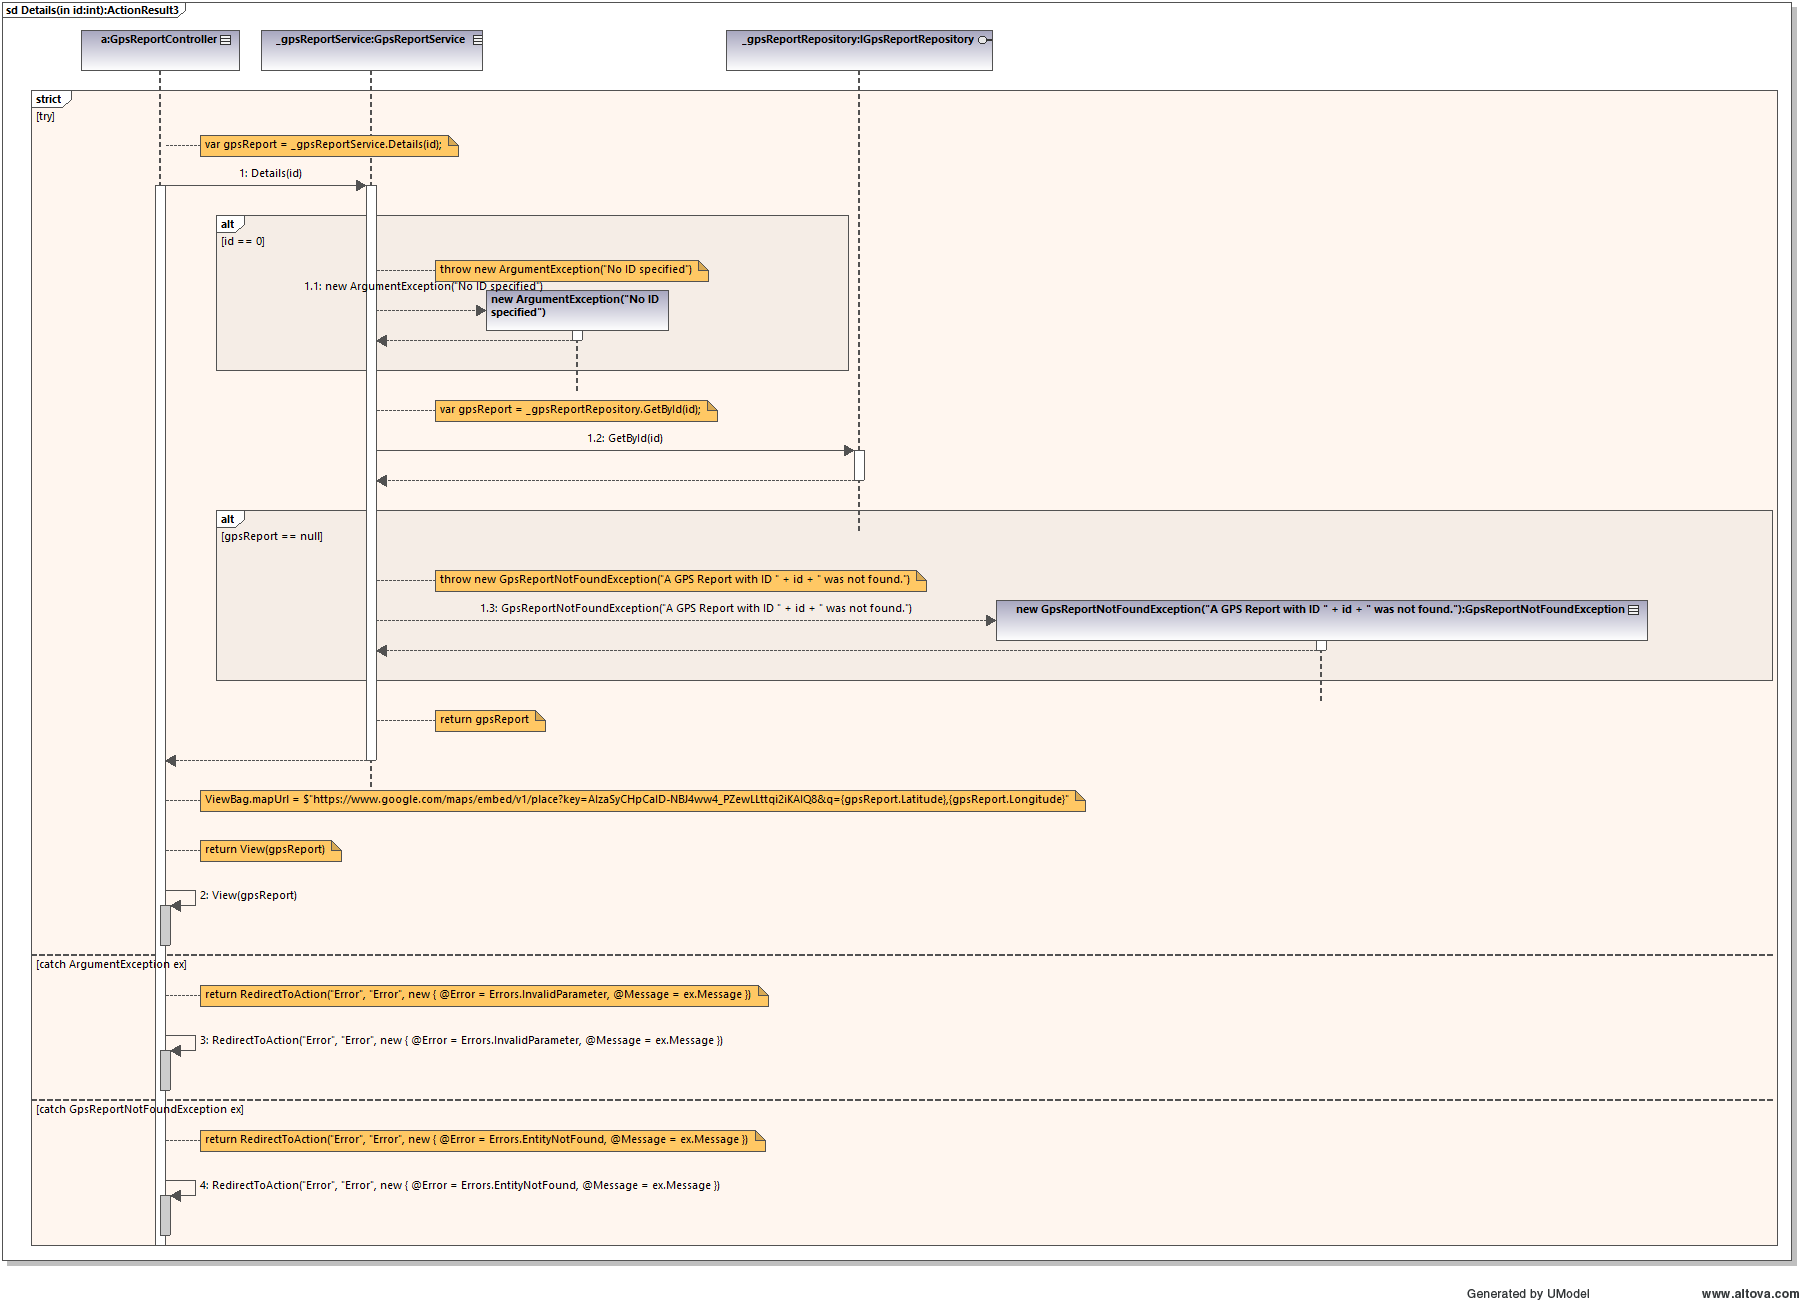 sd Details(in id:int):ActionResult3
a:GpsReportController
_gpsReportService:GpsReportService
_gpsReportRepository:IGpsReportRepository
strict
[try]
var gpsReport = _gpsReportService.Details(id);
1: Details(id)
alt
[id == 0]
throw new ArgumentException("No ID specified")
1.1: new ArgumentException("No ID specified")
new ArgumentException("No ID
specified")
var gpsReport = _gpsReportRepository.GetById(id);
1.2: GetById(id)
alt
[gpsReport == null]
throw new GpsReportNotFoundException("A GPS Report with ID " + id + " was not found.")
1.3: GpsReportNotFoundException("A GPS Report with ID " + id + " was not found.")
new GpsReportNotFoundException("A GPS Report with ID " + id + " was not found."):GpsReportNotFoundException
return gpsReport
ViewBag.mapUrl = $"https://www.google.com/maps/embed/v1/place?key=AIzaSyCHpCaID-NBJ4ww4_PZewLLttqi2iKAIQ8&q={gpsReport.Latitude},{gpsReport.Longitude}"
return View(gpsReport)
2: View(gpsReport)
[catch ArgumentException ex]
return RedirectToAction("Error", "Error", new { @Error = Errors.InvalidParameter, @Message = ex.Message })
3: RedirectToAction("Error", "Error", new { @Error = Errors.InvalidParameter, @Message = ex.Message })
[catch GpsReportNotFoundException ex]
return RedirectToAction("Error", "Error", new { @Error = Errors.EntityNotFound, @Message = ex.Message })
4: RedirectToAction("Error", "Error", new { @Error = Errors.EntityNotFound, @Message = ex.Message })
Generated by UModel
www.altova.com